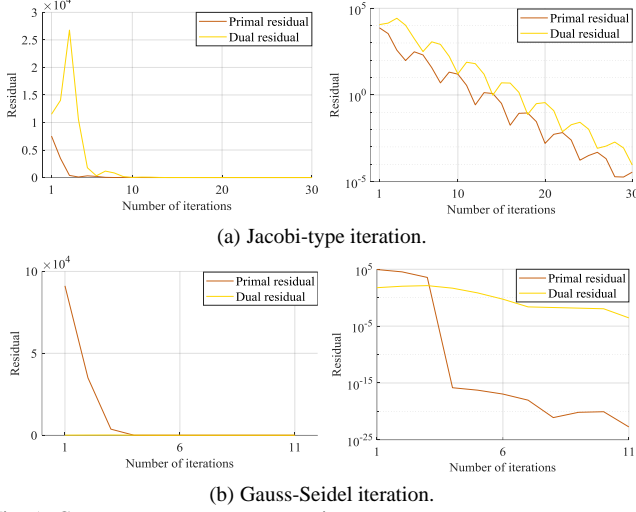 ×10⁴
3
2.5
2
1.5
1
0.5
0
1 10 20 30
Residual
Number of iterations
Primal residual
Dual residual
10⁵
10⁰
10⁻⁵
1 10 20 30
Residual
Number of iterations
Primal residual
Dual residual
(a) Jacobi-type iteration.
×10⁴
10
5
0
1 6 11
Residual
Number of iterations
Primal residual
Dual residual
10⁵
10⁻⁵
10⁻¹⁵
10⁻²⁵
1 6 11
Residual
Number of iterations
Primal residual
Dual residual
(b) Gauss-Seidel iteration.